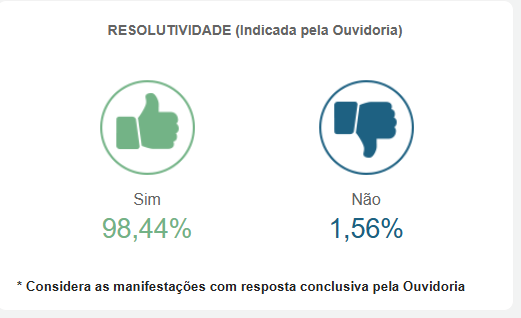 RESOLUTIVIDADE (Indicada pela Ouvidoria)
Sim
Não
98,44%
1,56%
* Considera as manifestações com resposta conclusiva pela Ouvidoria